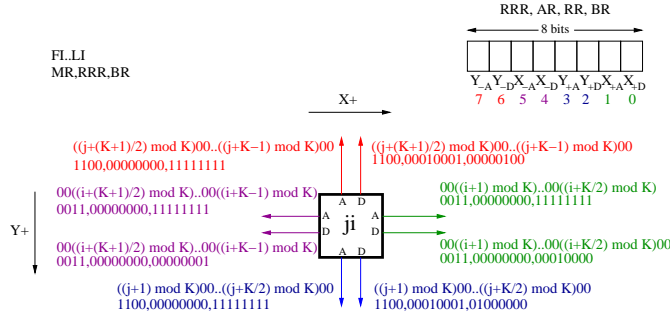 RRR, AR, RR, BR
8 bits
FI..LI
MR,RRR,BR
Y−A Y−D X−A X−D Y+A Y+D X+A X+D
7 6 5 4 3 2 1 0
X+
((j+(K+1)/2) mod K)00..((j+K−1) mod K)00
1100,00000000,11111111
((j+(K+1)/2) mod K)00..((j+K−1) mod K)00
1100,00010001,00000100
00((i+(K+1)/2) mod K)..00((i+K−1) mod K)
0011,00000000,11111111
00((i+1) mod K)..00((i+K/2) mod K)
0011,00000000,11111111
Y+
A D
A ji A
D D
A D
00((i+(K+1)/2) mod K)..00((i+K−1) mod K)
0011,00000000,00000001
00((i+1) mod K)..00((i+K/2) mod K)00
0011,00000000,00010000
((j+1) mod K)00..((j+K/2) mod K)00
1100,00000000,11111111
((j+1) mod K)00..((j+K/2) mod K)00
1100,00010001,01000000